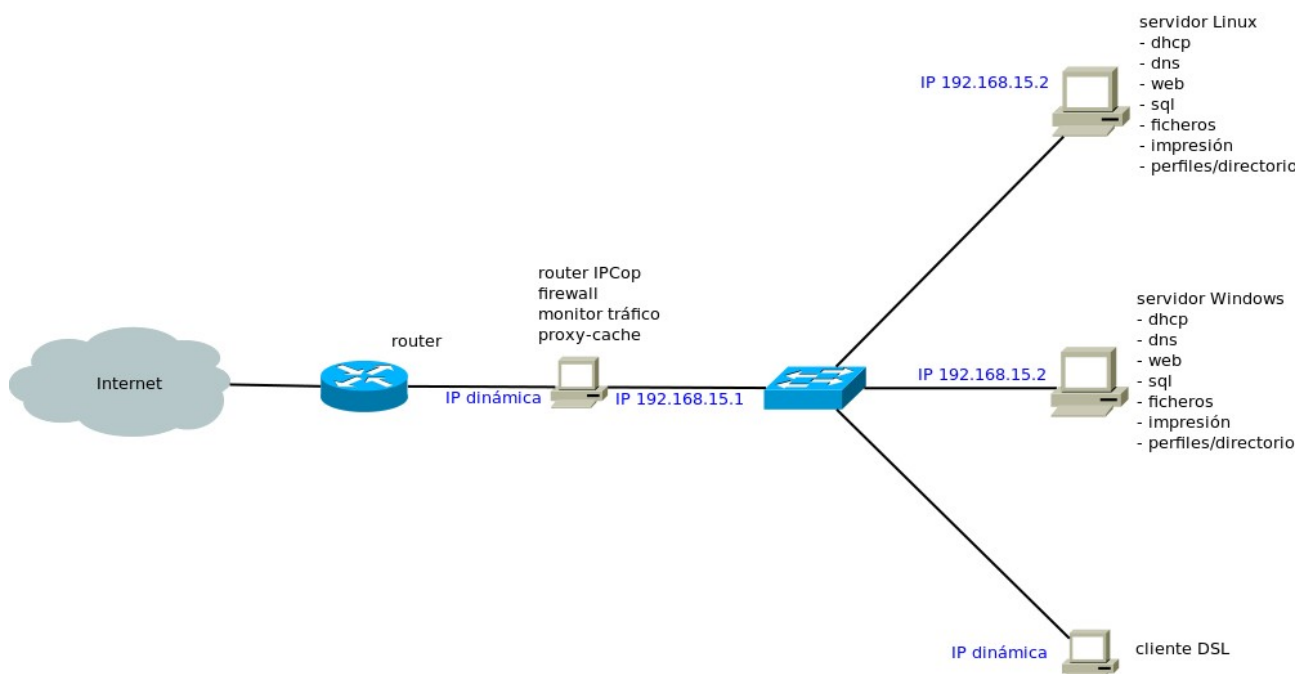 servidor Linux
- dhcp
- dns
- web
- sql
- ficheros
- impresión
- perfiles/directorio
IP 192.168.15.2
router IPCop
firewall
monitor tráfico
proxy-cache
router
Internet
IP dinámica
IP 192.168.15.1
servidor Windows
- dhcp
- dns
- web
- sql
- ficheros
- impresión
- perfiles/directorio
IP 192.168.15.2
IP dinámica
cliente DSL